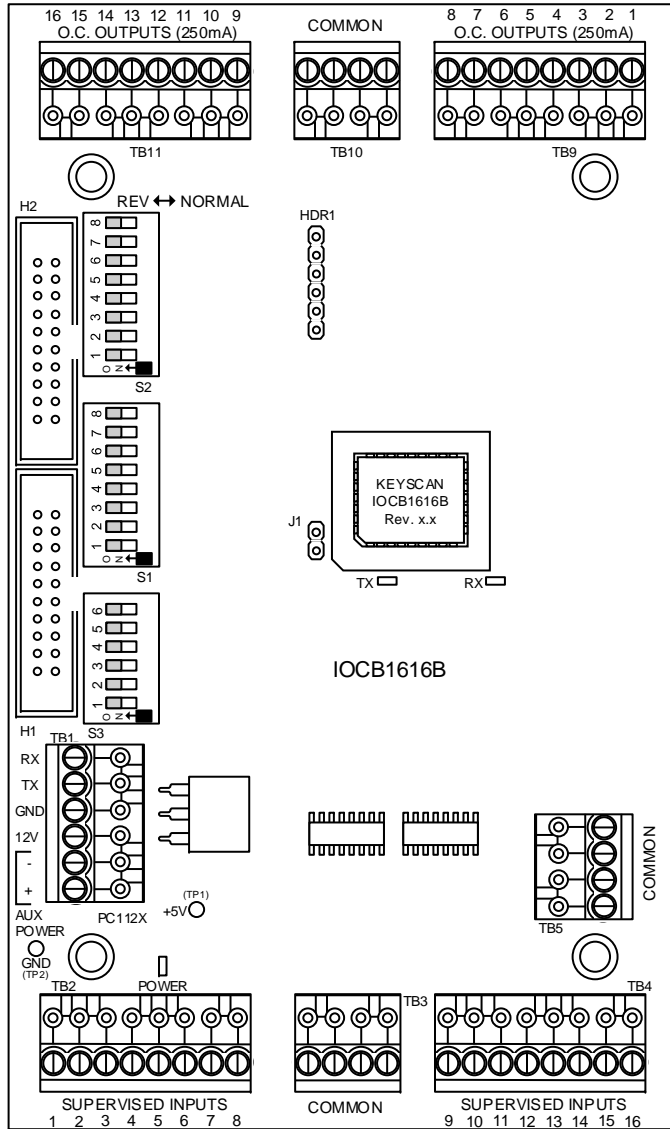 16 15 14 13 12 11 10 9
O.C. OUTPUTS (250mA)
COMMON
8 7 6 5 4 3 2 1
O.C. OUTPUTS (250mA)
TB11
TB10
TB9
REV ↔ NORMAL
H2
HDR1
8
7
6
5
4
3
2
1
ON
S2
8
7
6
5
4
3
2
1
ON
S1
KEYSCAN
IOCB1616B
Rev. x.x
J1
TX
RX
6
5
4
3
2
1
ON
S3
IOCB1616B
H1
TB1
RX
TX
GND
12V
-
+
AUX
POWER
PC112X
(TP1)
+5V
GND
(TP2)
POWER
COMMON
TB5
TB2
TB3
TB4
SUPERVISED INPUTS
1 2 3 4 5 6 7 8
COMMON
SUPERVISED INPUTS
9 10 11 12 13 14 15 16